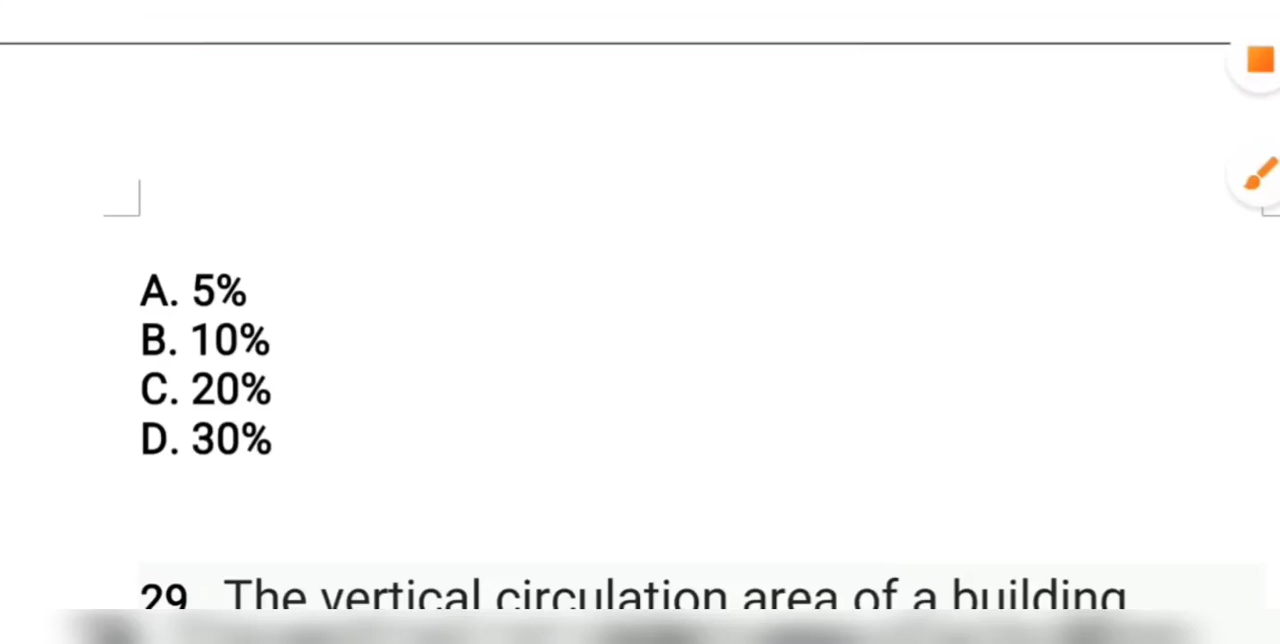 A. 5%
B. 10%
C. 20%
D. 30%
29 The vertical circulation area of a building